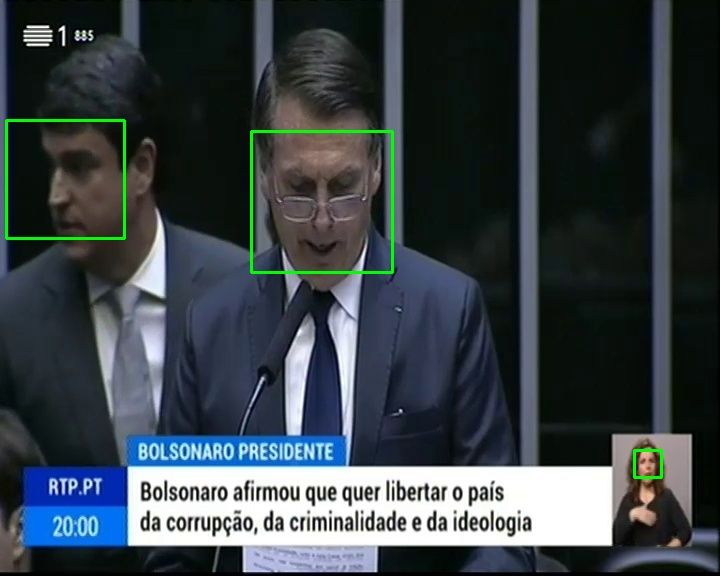 1 885
BOLSONARO PRESIDENTE
RTP.PT
20:00
Bolsonaro afirmou que quer libertar o país
da corrupção, da criminalidade e da ideologia